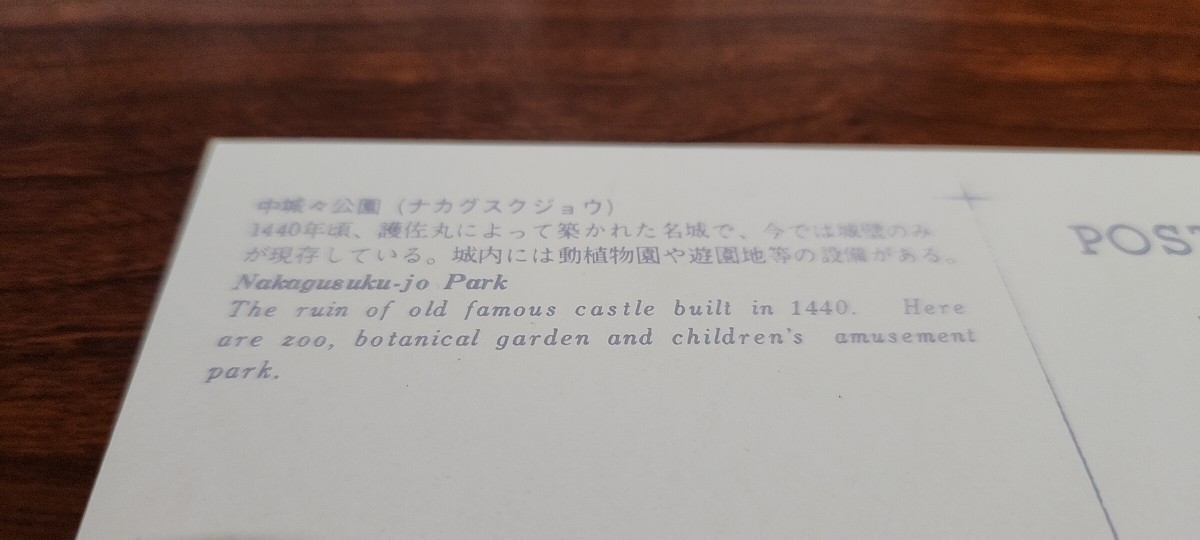 中城々公園 (ナカグスクジョウ)
1440年頃、護佐丸によって築かれた名城で、今では城壁のみ
が現存している。城内には動植物園や遊園地等の設備がある。
Nakagusuku-jo Park
The ruin of old famous castle built in 1440. Here
are zoo, botanical garden and children's amusement
park.
POST